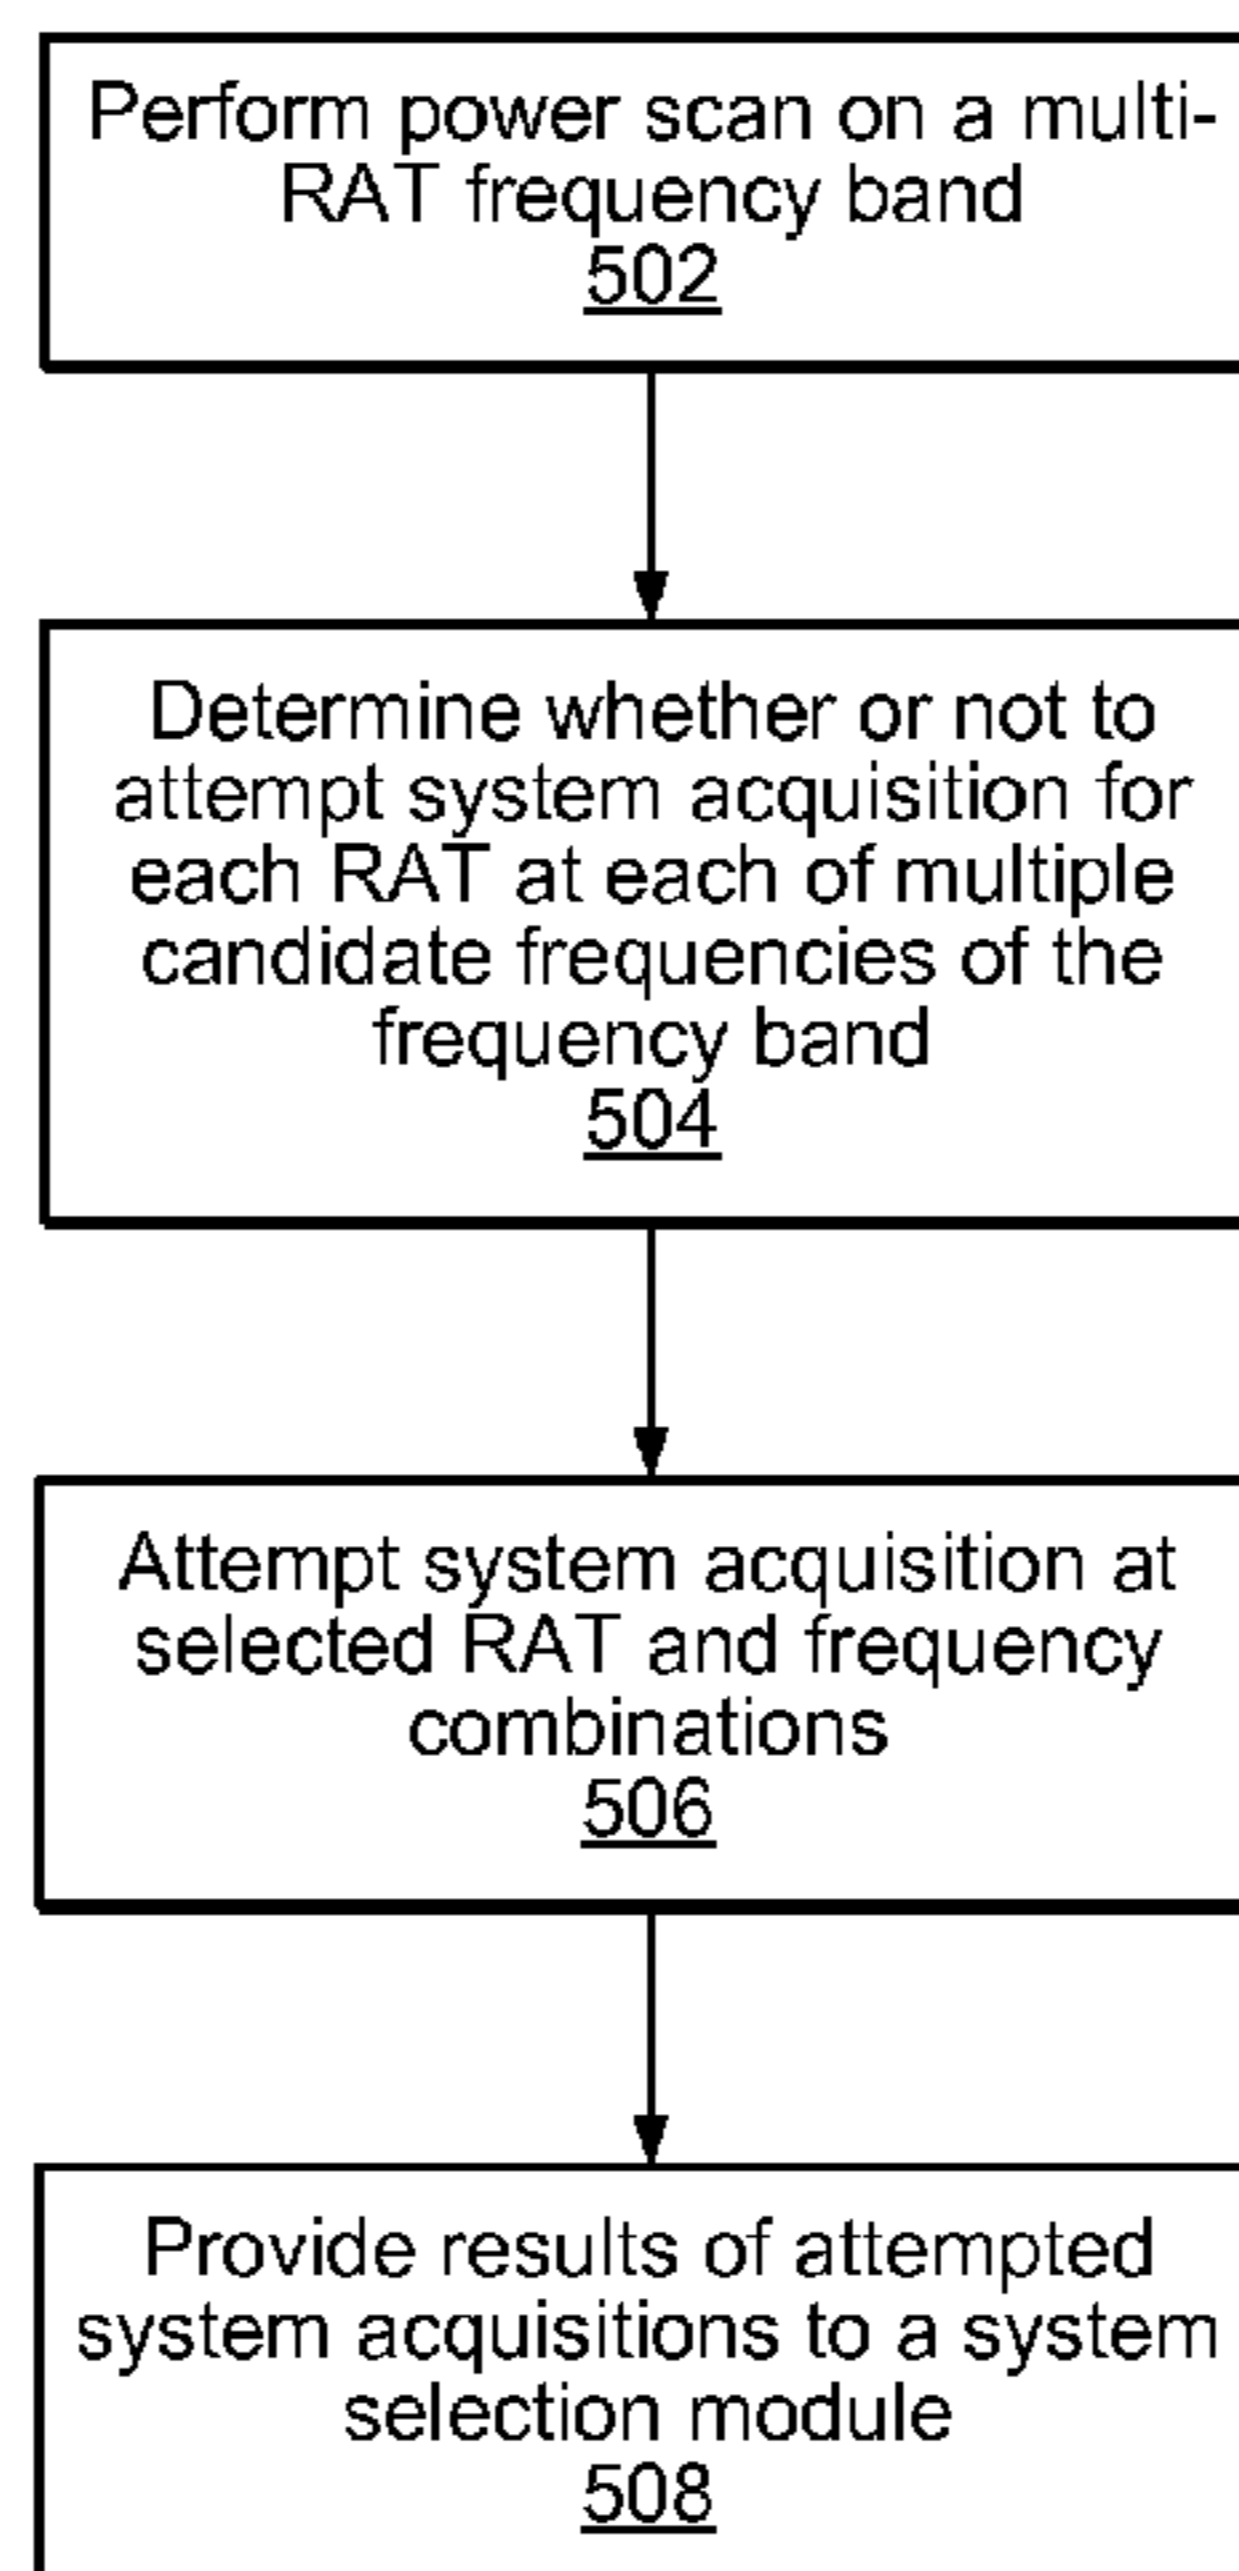 Perform power scan on a multi-
RAT frequency band
502
Determine whether or not to
attempt system acquisition for
each RAT at each of multiple
candidate frequencies of the
frequency band
504
Attempt system acquisition at
selected RAT and frequency
combinations
506
Provide results of attempted
system acquisitions to a system
selection module
508